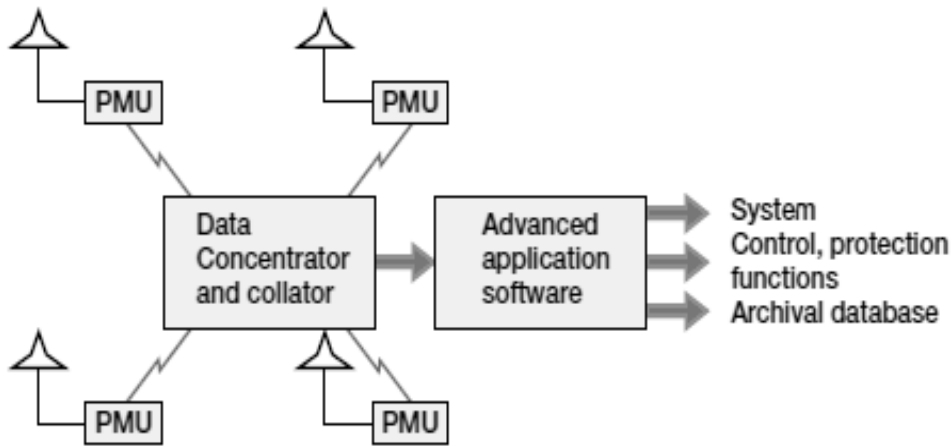 PMU
PMU
Data
Concentrator
and collator
Advanced
application
software
System
Control, protection
functions
Archival database
PMU
PMU